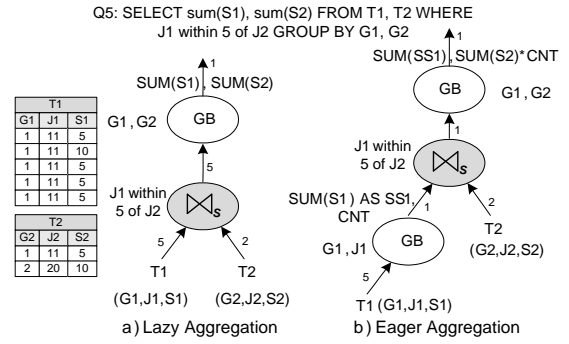 Q5: SELECT sum(S1), sum(S2) FROM T1, T2 WHERE
J1 within 5 of J2 GROUP BY G1, G2
1
SUM(S1) , SUM(S2)
G1 , G2
GB
5
J1 within
5 of J2
S
5
2
T1
T2
(G1,J1,S1)
(G2,J2,S2)
a) Lazy Aggregation
T1
G1 J1 S1
1 11 5
1 11 10
1 11 5
1 11 5
1 11 5
T2
G2 J2 S2
1 11 5
2 20 10
1
SUM(SS1) , SUM(S2)*CNT
GB
G1 , G2
1
J1 within
5 of J2
S
SUM(S1) AS SS1,
CNT
1
2
T2
(G2,J2,S2)
G1 , J1
GB
5
T1 (G1,J1,S1)
b) Eager Aggregation